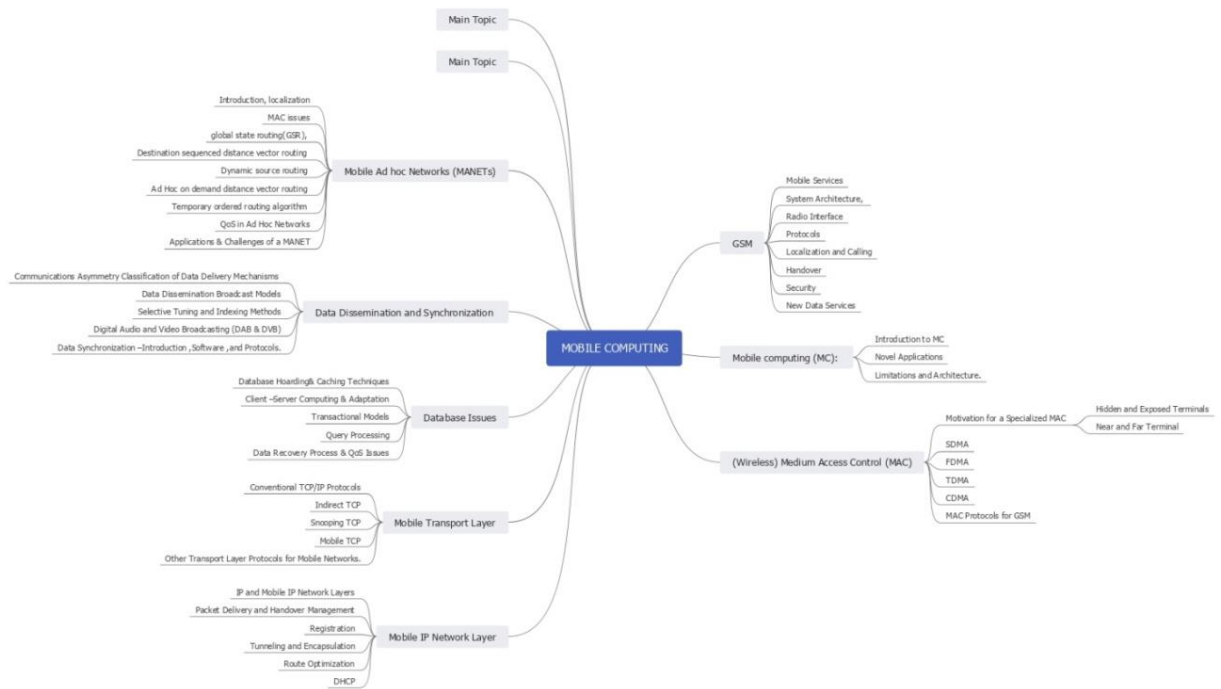 MOBILE COMPUTING
Main Topic
Main Topic
Mobile Ad hoc Networks (MANETs)
Introduction, localization
MAC issues
global state routing(GSR),
Destination sequenced distance vector routing
Dynamic source routing
Ad Hoc on demand distance vector routing
Temporary ordered routing algorithm
QoS in Ad Hoc Networks
Applications & Challenges of a MANET
Data Dissemination and Synchronization
Communications Asymmetry Classification of Data Delivery Mechanisms
Data Dissemination Broadcast Models
Selective Tuning and Indexing Methods
Digital Audio and Video Broadcasting (DAB & DVB)
Data Synchronization –Introduction ,Software ,and Protocols.
Database Issues
Database Hoarding& Caching Techniques
Client –Server Computing & Adaptation
Transactional Models
Query Processing
Data Recovery Process & QoS Issues
Mobile Transport Layer
Conventional TCP/IP Protocols
Indirect TCP
Snooping TCP
Mobile TCP
Other Transport Layer Protocols for Mobile Networks.
Mobile IP Network Layer
IP and Mobile IP Network Layers
Packet Delivery and Handover Management
Registration
Tunneling and Encapsulation
Route Optimization
DHCP
GSM
Mobile Services
System Architecture,
Radio Interface
Protocols
Localization and Calling
Handover
Security
New Data Services
Mobile computing (MC):
Introduction to MC
Novel Applications
Limitations and Architecture.
(Wireless) Medium Access Control (MAC)
Motivation for a Specialized MAC
Hidden and Exposed Terminals
Near and Far Terminal
SDMA
FDMA
TDMA
CDMA
MAC Protocols for GSM